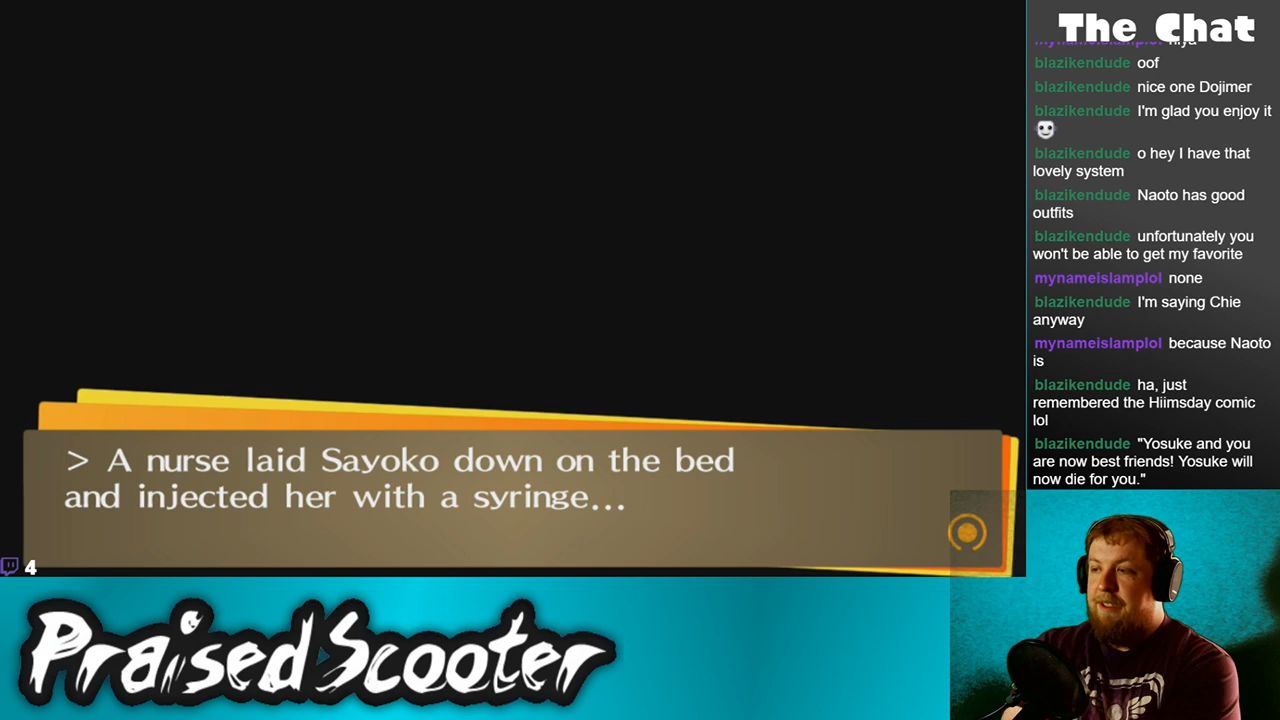 The Chat
mynameislamplol hiya
blazikendude oof
blazikendude nice one Dojimer
blazikendude I'm glad you enjoy it
blazikendude o hey I have that
lovely system
blazikendude Naoto has good
outfits
blazikendude unfortunately you
won't be able to get my favorite
mynameislamplol none
blazikendude I'm saying Chie
anyway
mynameislamplol because Naoto
is
blazikendude ha, just
remembered the Hiimsday comic
lol
blazikendude "Yosuke and you
are now best friends! Yosuke will
now die for you."
> A nurse laid Sayoko down on the bed
and injected her with a syringe...
4
PraisedScooter